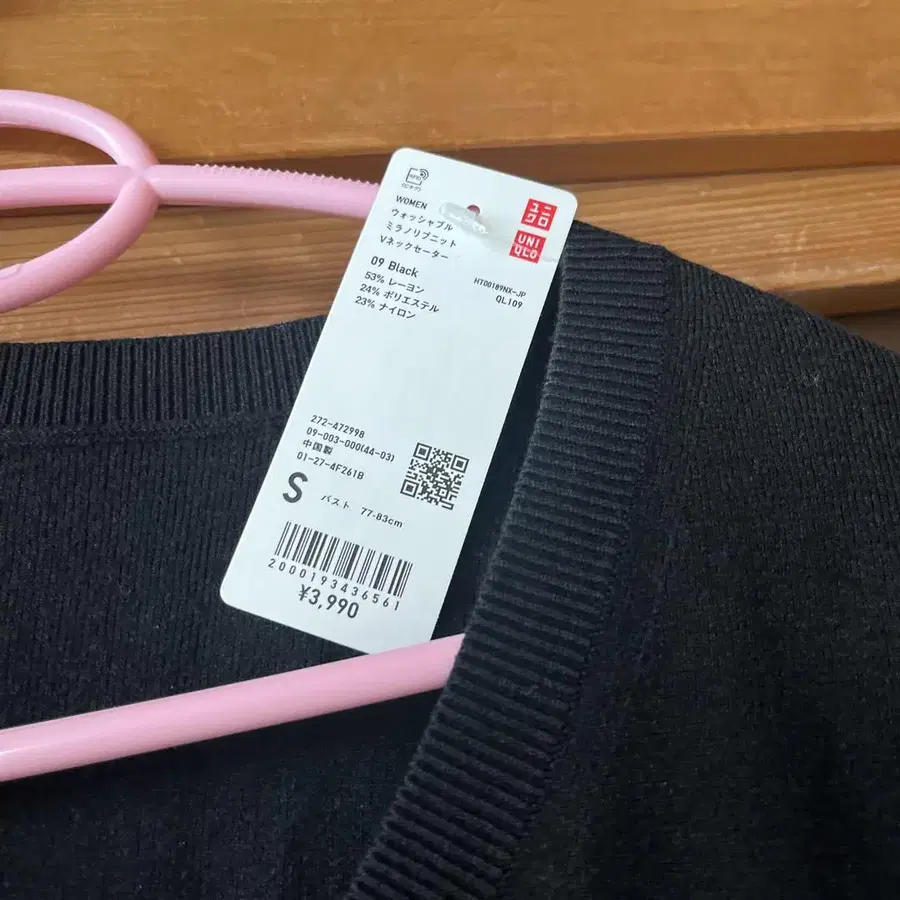 WOMEN
ウォッシャブル
ミラノリブニット
Vネックセーター
ユニ
クロ
UNI
QLO
09 Black
53% レーヨン
24% ポリエステル
23% ナイロン
HT00189NX-JP
QL109
272-472998
09-003-000(44-03)
中国製
01-27-4F261B
S バスト 77-83cm
2000193436561
¥3,990